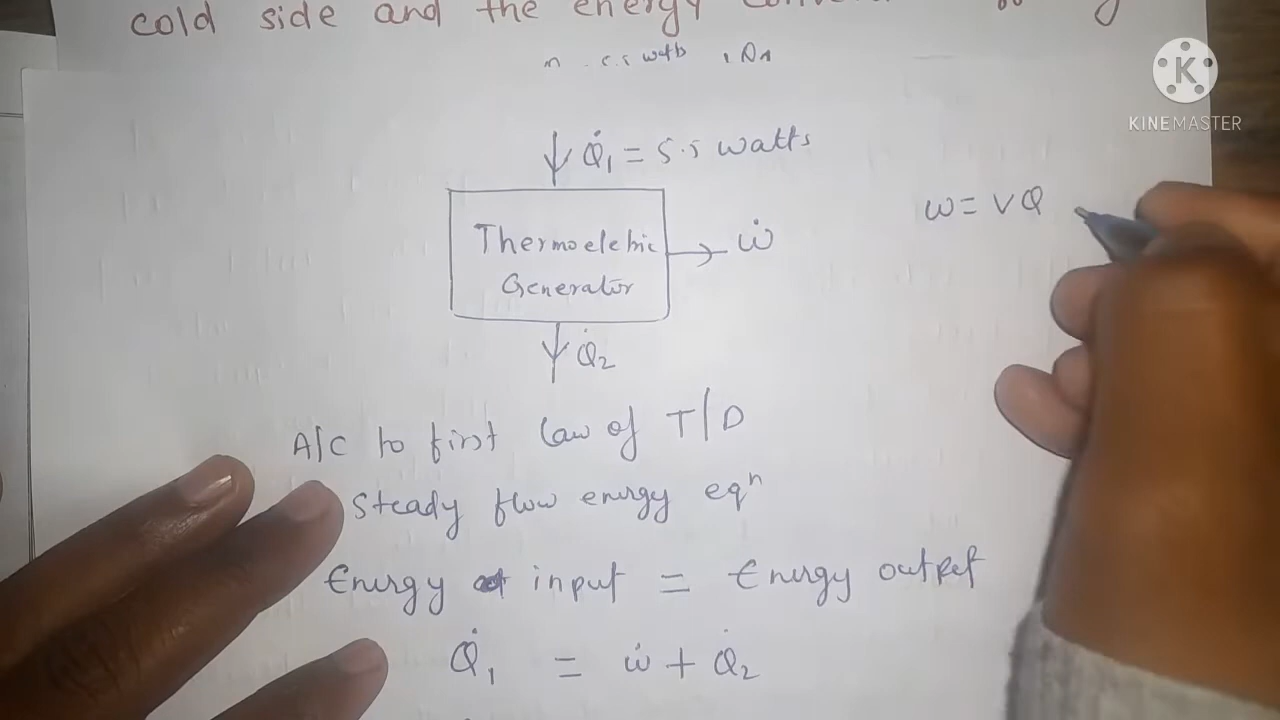 cold side and the energy
KINEMASTER
Q̇₁ = 5.5 watts
w = VQ
Thermoelehic
Generator
ẇ
Q̇₂
A/C to first law of T/D
Steady flow energy eqⁿ
Energy input = Energy output
Q̇₁ = ẇ + Q̇₂